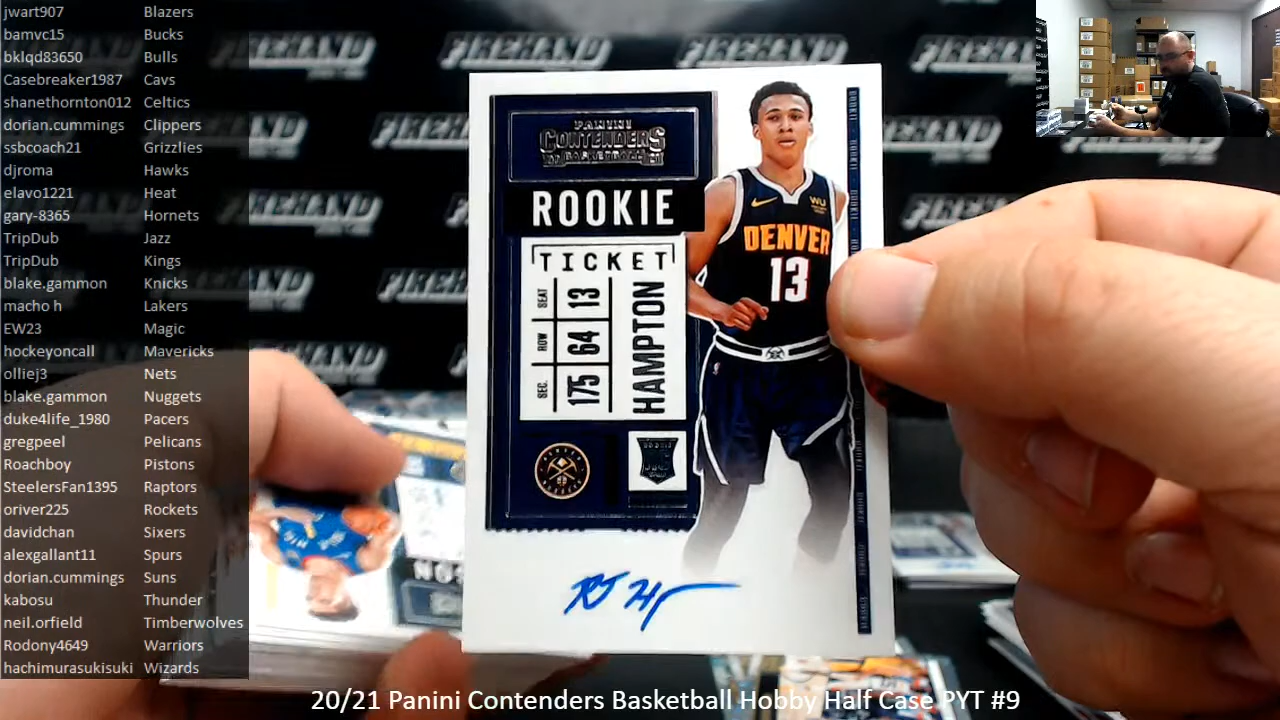 jwart907 Blazers
bamvc15 Bucks
bklqd83650 Bulls
Casebreaker1987 Cavs
shanethornton012 Celtics
dorian.cummings Clippers
ssbcoach21 Grizzlies
djroma Hawks
elavo1221 Heat
gary-8365 Hornets
TripDub Jazz
TripDub Kings
blake.gammon Knicks
macho h Lakers
EW23 Magic
hockeyoncall Mavericks
olliej3 Nets
blake.gammon Nuggets
duke4life_1980 Pacers
gregpeel Pelicans
Roachboy Pistons
SteelersFan1395 Raptors
oriver225 Rockets
davidchan Sixers
alexgallant11 Spurs
dorian.cummings Suns
kabosu Thunder
neil.orfield Timberwolves
Rodony4649 Warriors
hachimurasukisuki Wizards
FIREHAND FIREHAND FIREHAND FIREHAND
PANINI
CONTENDERS
ROOKIE
TICKET
SEAT 13
ROW 64
SEC. 175
HAMPTON
WU
DENVER
13
20/21 Panini Contenders Basketball Hobby Half Case PYT #9